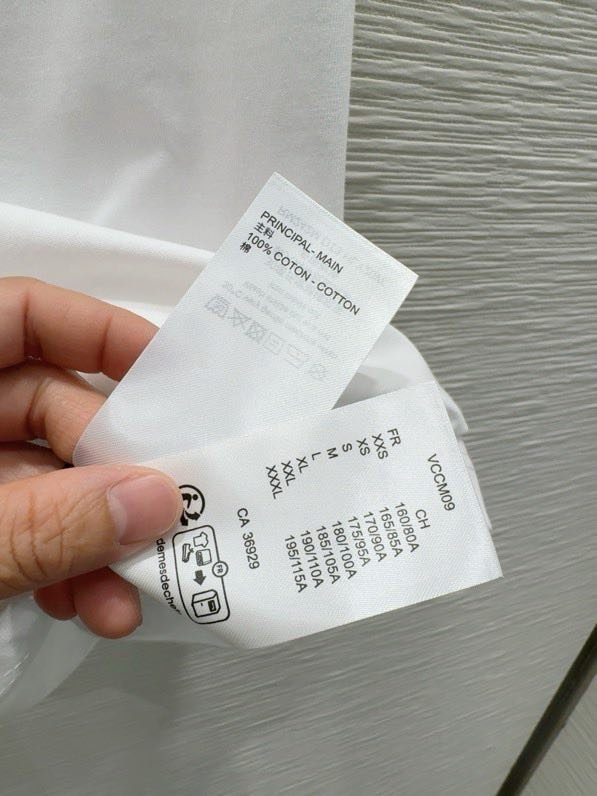 PRINCIPAL- MAIN
主料
100% COTON - COTTON
棉
VCCM09
FR CH
XXS 160/80A
XS 165/85A
S 170/90A
M 175/95A
L 180/100A
XL 185/105A
XXL 190/110A
XXXL 195/115A
CA 36929
FR